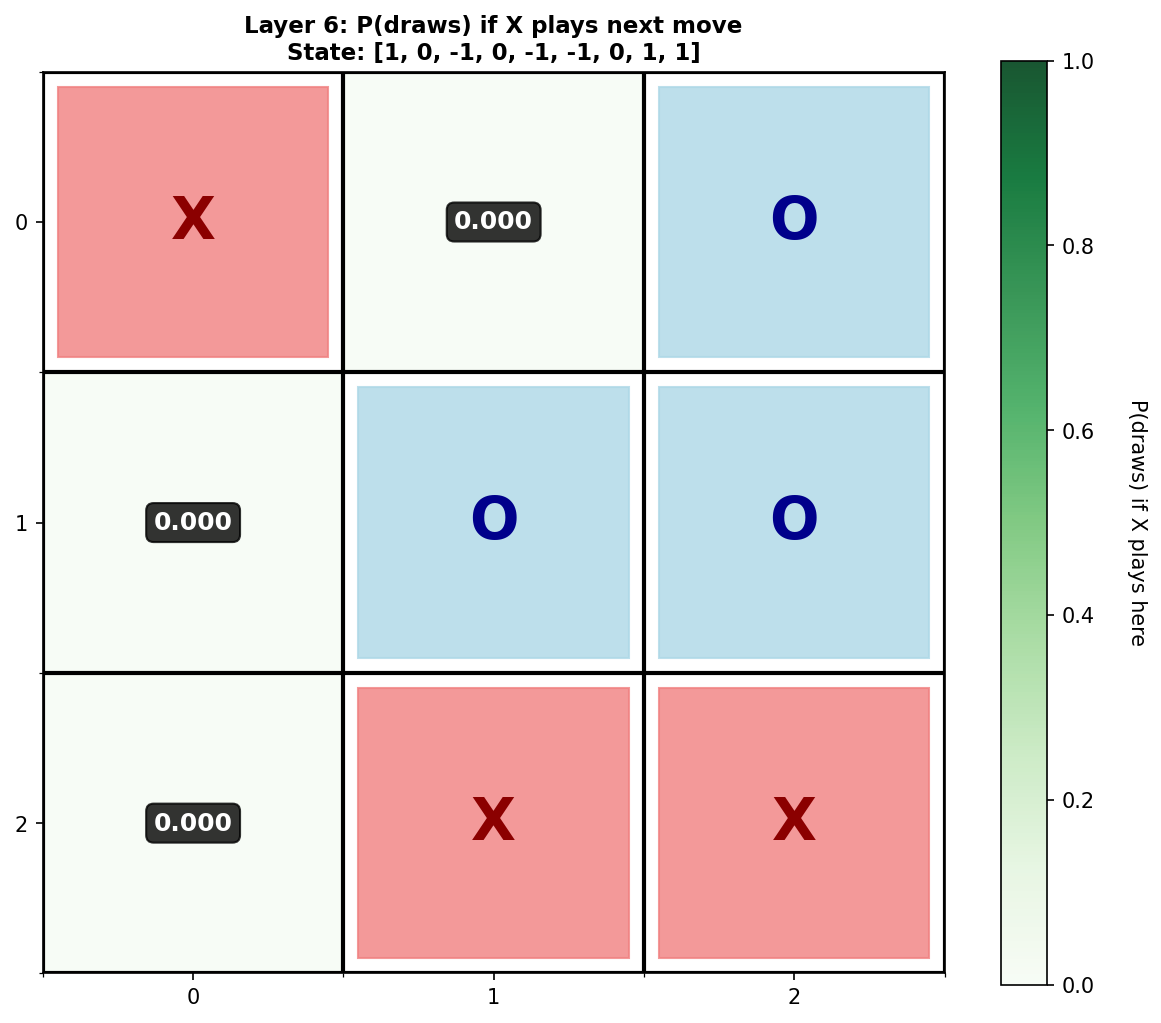 Layer 6: P(draws) if X plays next move
State: [1, 0, -1, 0, -1, -1, 0, 1, 1]
X
0.000
O
0.000
O
O
0.000
X
X
0
1
2
0
1
2
1.0
0.8
0.6
0.4
0.2
0.0
P(draws) if X plays here